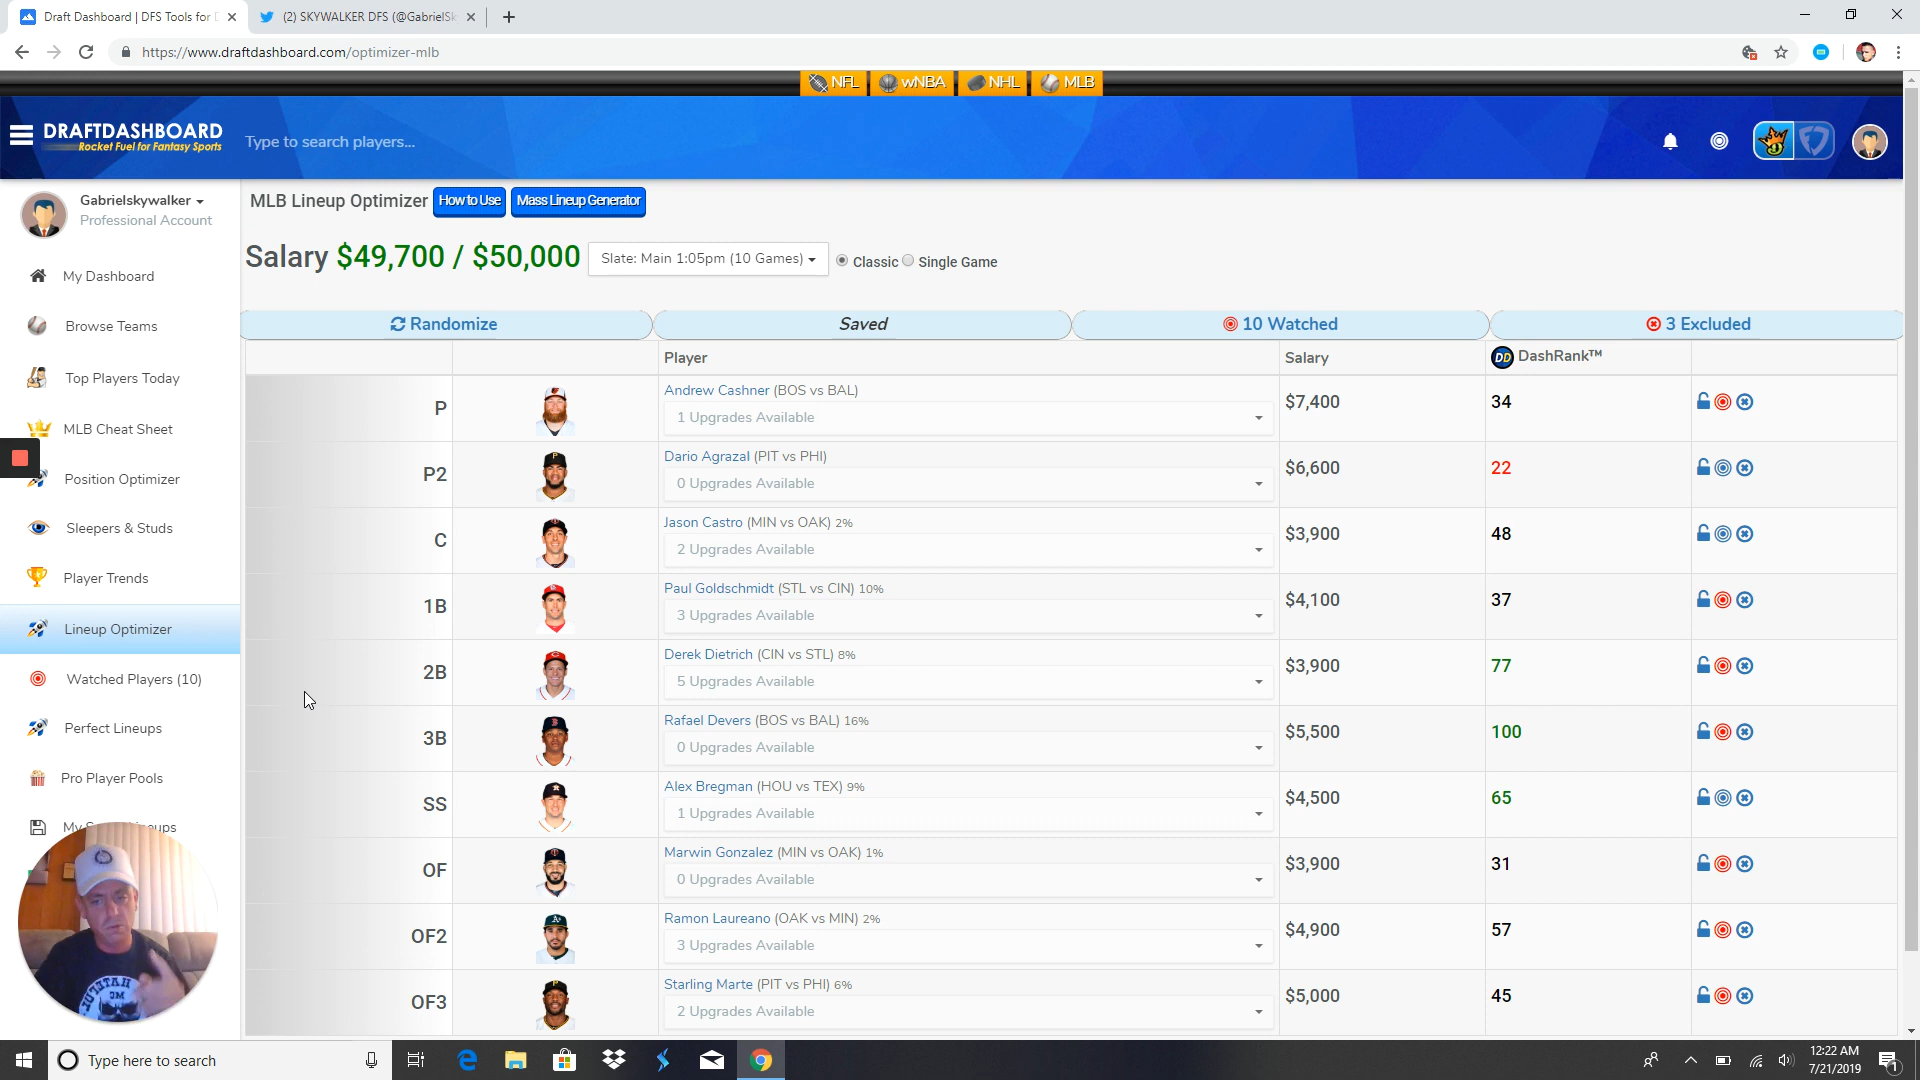 Draft Dashboard | DFS Tools for D
(2) SKYWALKER DFS (@GabrielSk
https://www.draftdashboard.com/optimizer-mlb
NFL
wNBA
NHL
MLB
DRAFTDASHBOARD
Rocket Fuel for Fantasy Sports
Type to search players...
Gabrielskywalker
Professional Account
My Dashboard
Browse Teams
Top Players Today
MLB Cheat Sheet
Position Optimizer
Sleepers & Studs
Player Trends
Lineup Optimizer
Watched Players (10)
Perfect Lineups
Pro Player Pools
MLB Lineup Optimizer How to Use Mass Lineup Generator
Salary $49,700 / $50,000 Slate: Main 1:05pm (10 Games) Classic Single Game
Randomize Saved 10 Watched 3 Excluded
Player Salary DD DashRank™
P Andrew Cashner (BOS vs BAL) $7,400 34
1 Upgrades Available
P2 Dario Agrazal (PIT vs PHI) $6,600 22
0 Upgrades Available
C Jason Castro (MIN vs OAK) 2% $3,900 48
2 Upgrades Available
1B Paul Goldschmidt (STL vs CIN) 10% $4,100 37
3 Upgrades Available
2B Derek Dietrich (CIN vs STL) 8% $3,900 77
5 Upgrades Available
3B Rafael Devers (BOS vs BAL) 16% $5,500 100
0 Upgrades Available
SS Alex Bregman (HOU vs TEX) 9% $4,500 65
1 Upgrades Available
OF Marwin Gonzalez (MIN vs OAK) 1% $3,900 31
0 Upgrades Available
OF2 Ramon Laureano (OAK vs MIN) 2% $4,900 57
3 Upgrades Available
OF3 Starling Marte (PIT vs PHI) 6% $5,000 45
2 Upgrades Available
Type here to search
12:22 AM
7/21/2019
1